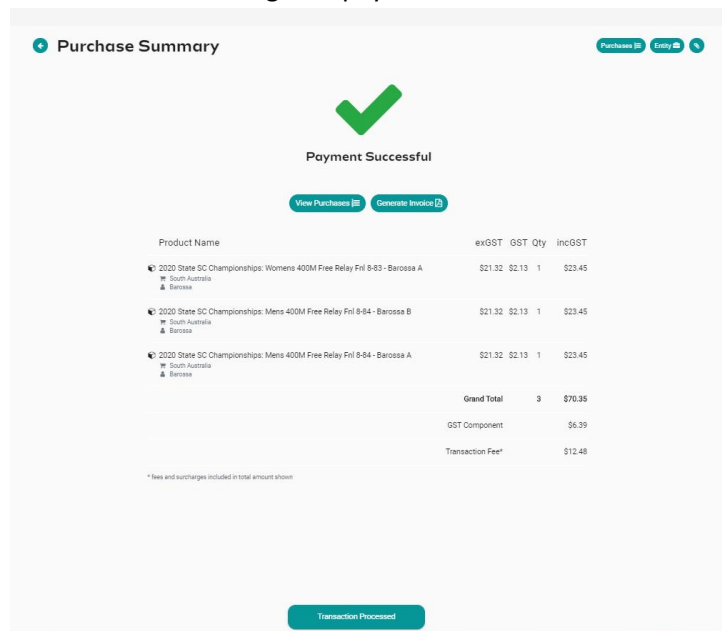 Purchase Summary
Purchases
Entity
Payment Successful
View Purchases
Generate Invoice
Product Name exGST GST Qty incGST
2020 State SC Championships: Womens 400M Free Relay Fnl 8-83 - Barossa A $21.32 $2.13 1 $23.45
South Australia
Barossa
2020 State SC Championships: Mens 400M Free Relay Fnl 8-84 - Barossa B $21.32 $2.13 1 $23.45
South Australia
Barossa
2020 State SC Championships: Mens 400M Free Relay Fnl 8-84 - Barossa A $21.32 $2.13 1 $23.45
South Australia
Barossa
Grand Total 3 $70.35
GST Component $6.39
Transaction Fee* $12.48
* fees and surcharges included in total amount shown
Transaction Processed